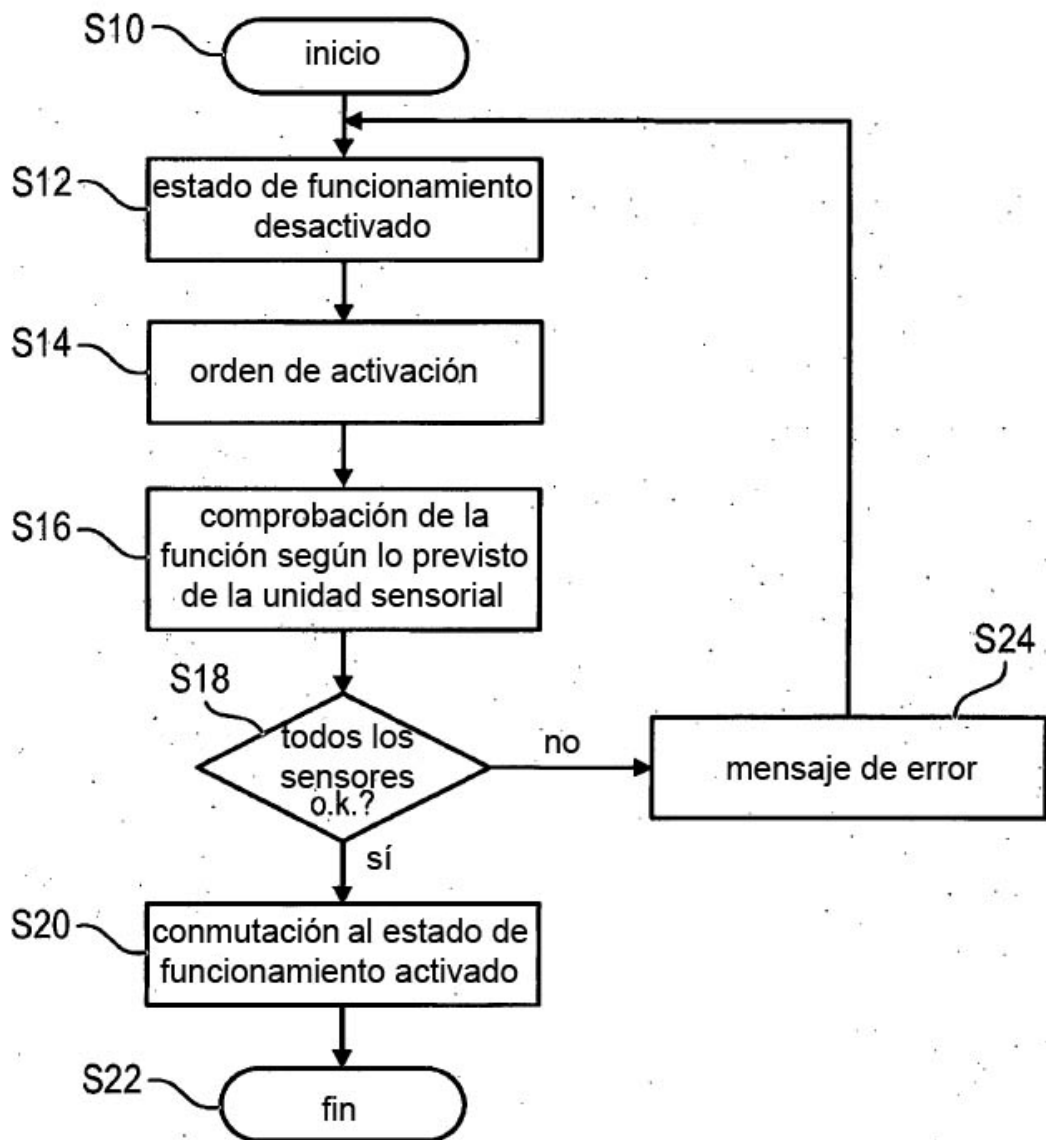 S10
inicio
S12
estado de funcionamiento
desactivado
S14
orden de activación
S16
comprobación de la
función según lo previsto
de la unidad sensorial
S18
todos los
sensores
o.k.?
no
S24
mensaje de error
sí
S20
conmutación al estado de
funcionamiento activado
S22
fin